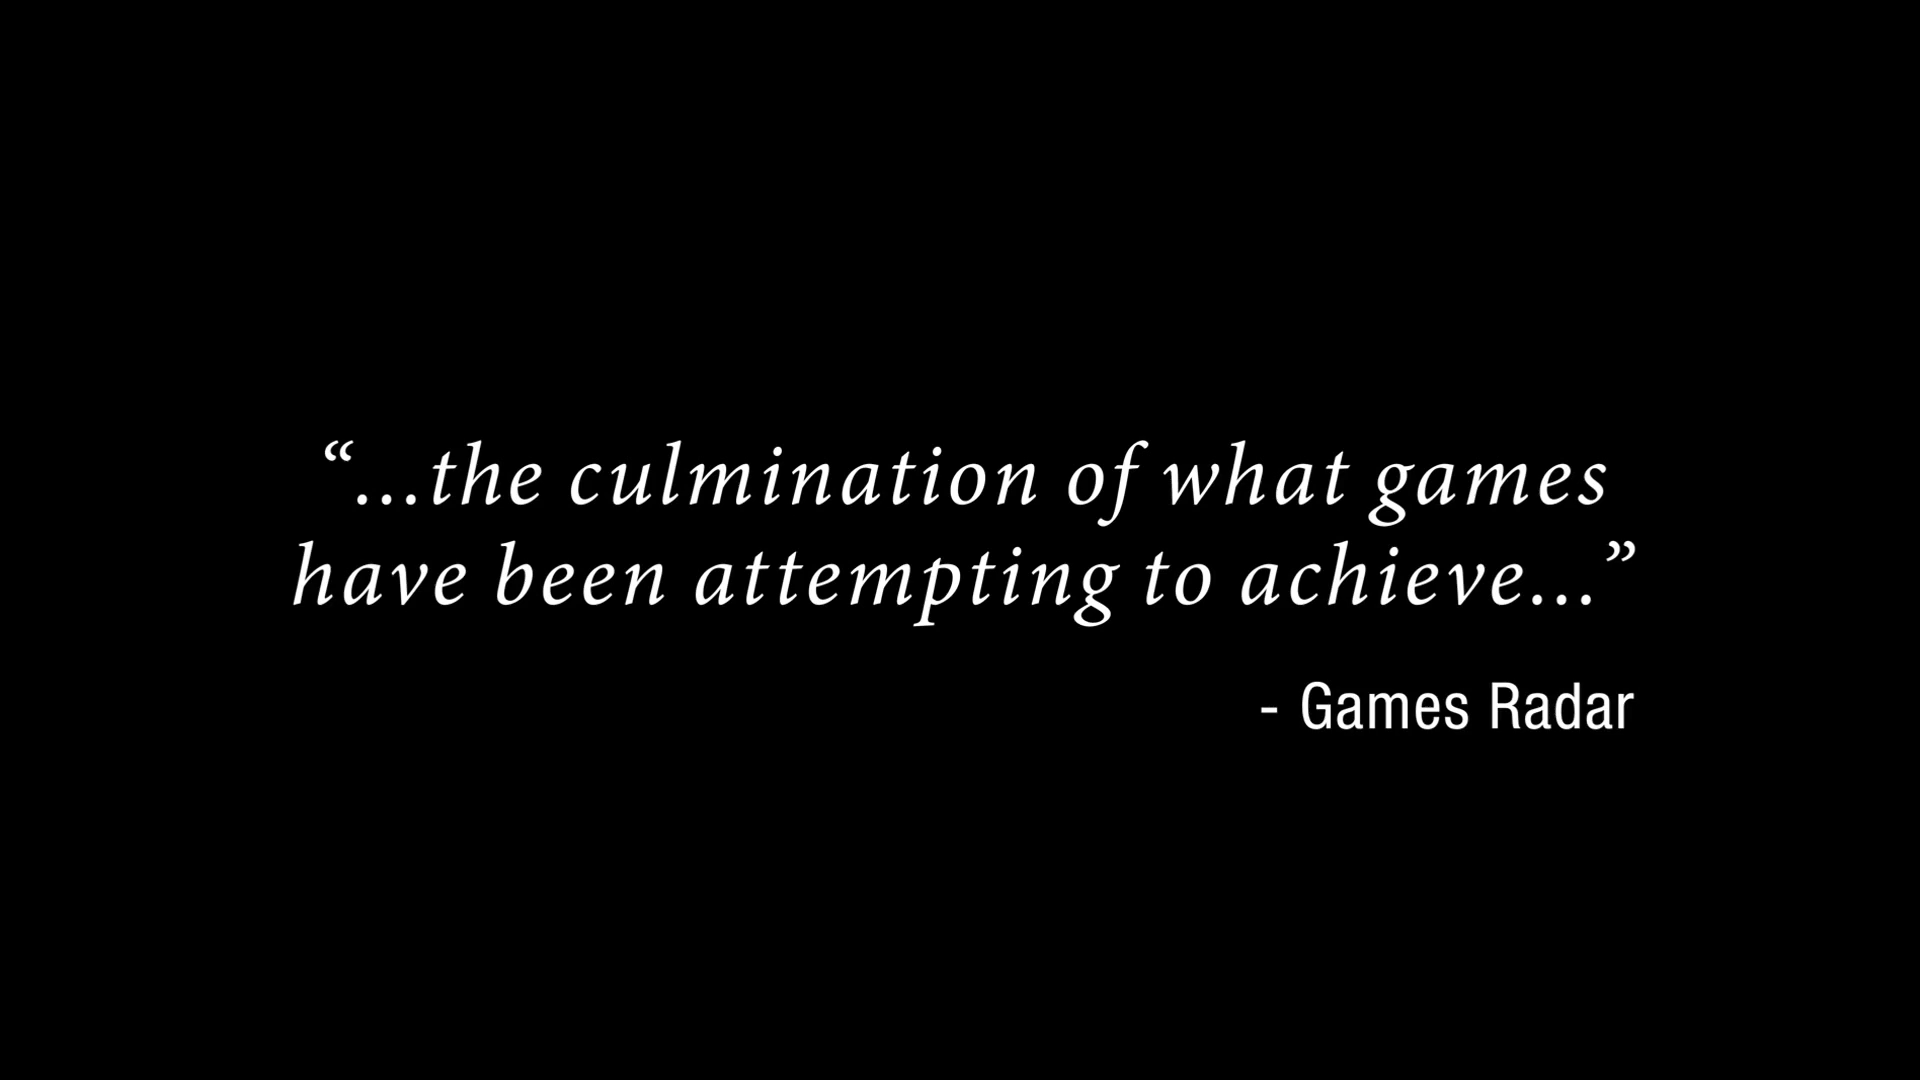 “...the culmination of what games
have been attempting to achieve...”
- Games Radar